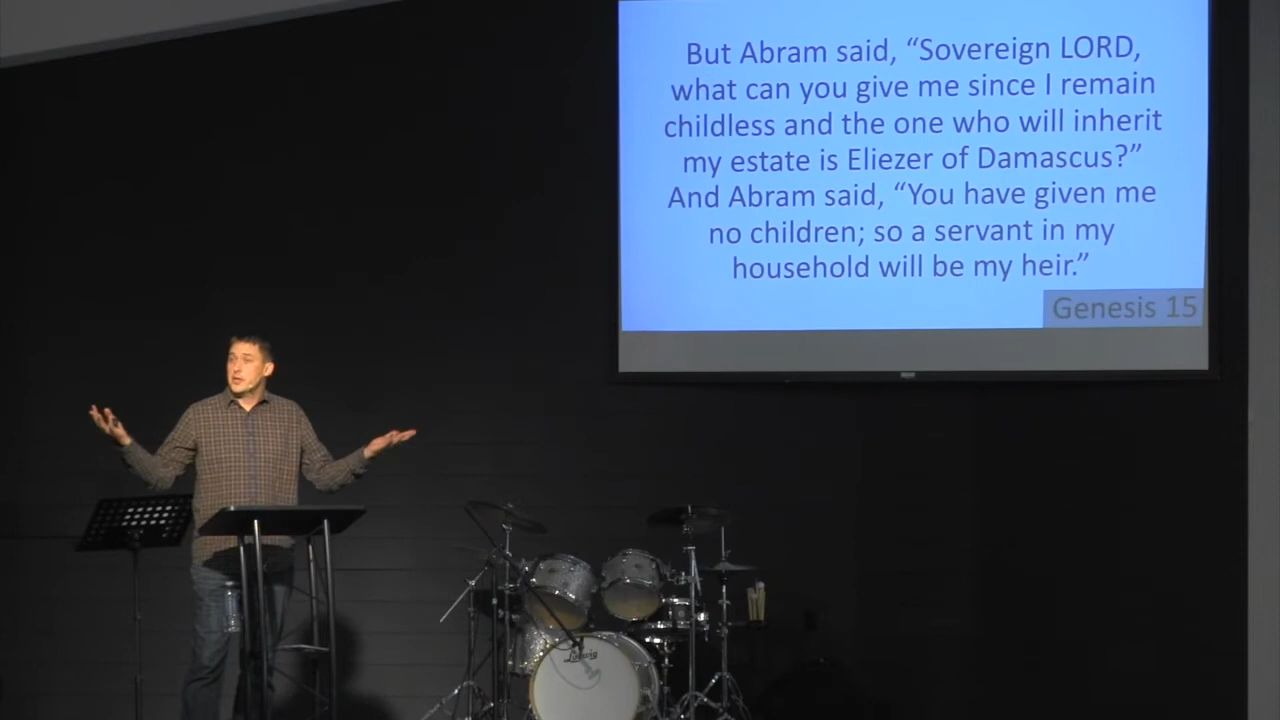 But Abram said, “Sovereign LORD,
what can you give me since I remain
childless and the one who will inherit
my estate is Eliezer of Damascus?”
And Abram said, “You have given me
no children; so a servant in my
household will be my heir.”
Genesis 15
Ludwig